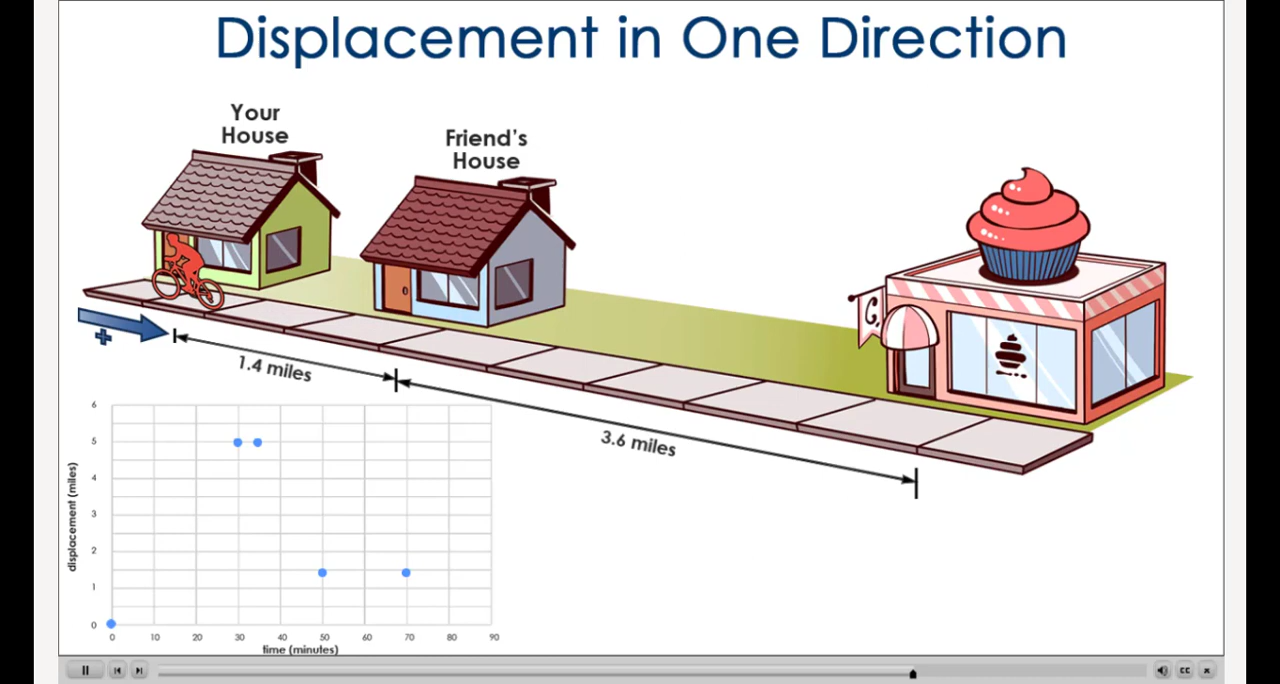 Displacement in One Direction
Your
House
Friend's
House
C.
+
1.4 miles
3.6 miles
displacement (miles)
6
5
4
3
2
1
0
0 10 20 30 40 50 60 70 80 90
time (minutes)
CC